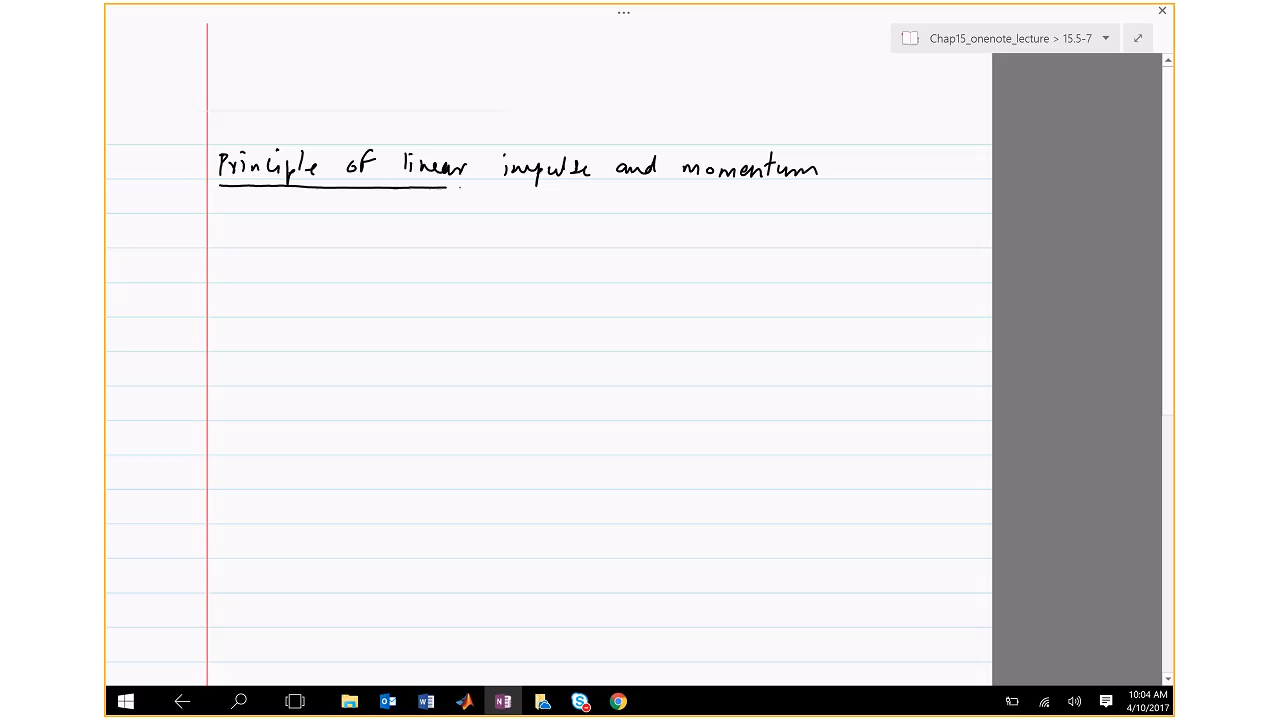 ...
Chap15_onenote_lecture > 15.5-7
Principle of linear impulse and momentum
10:04 AM
4/10/2017